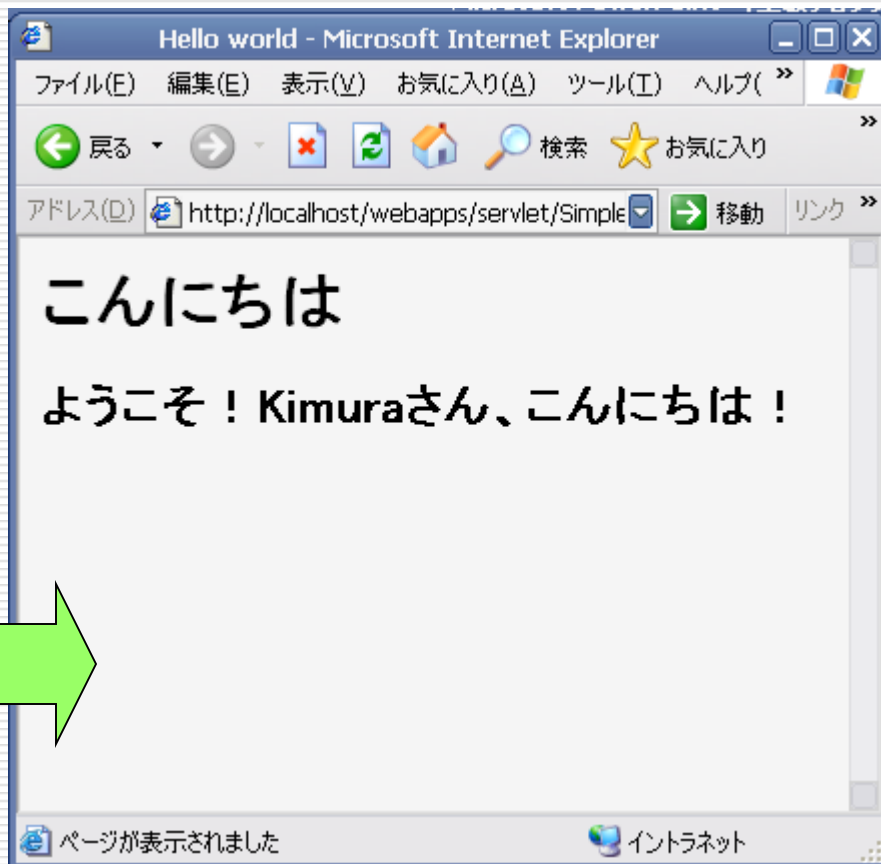 Hello world - Microsoft Internet Explorer
ファイル(F) 編集(E) 表示(V) お気に入り(A) ツール(T) ヘルプ( »
戻る 検索 お気に入り »
アドレス(D) http://localhost/webapps/servlet/Simple 移動 リンク »
こんにちは
ようこそ！Kimuraさん、こんにちは！
ページが表示されました イントラネット